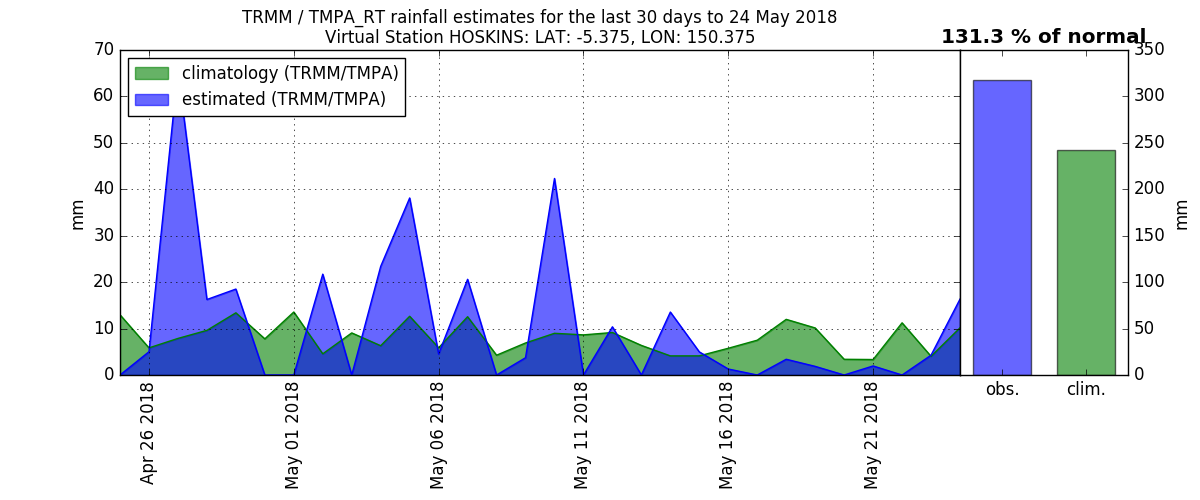 TRMM / TMPA_RT rainfall estimates for the last 30 days to 24 May 2018
Virtual Station HOSKINS: LAT: -5.375, LON: 150.375
131.3 % of normal
climatology (TRMM/TMPA)
estimated (TRMM/TMPA)
mm
70
60
50
40
30
20
10
0
Apr 26 2018
May 01 2018
May 06 2018
May 11 2018
May 16 2018
May 21 2018
obs.
clim.
350
300
250
200
150
100
50
0
mm